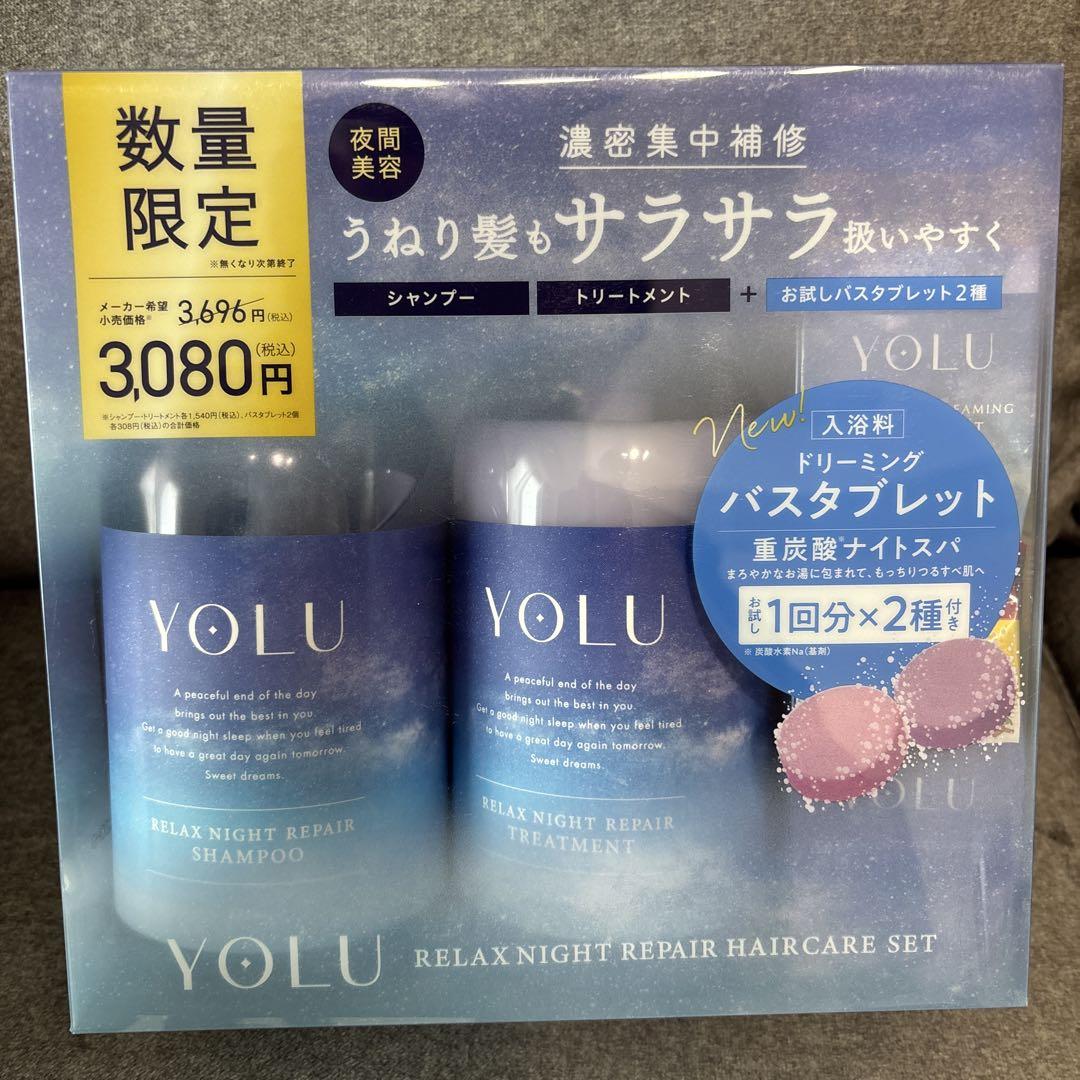 数量
限定
※無くなり次第終了
メーカー希望
小売価格※ 3,696円(税込)
3,080円(税込)
※シャンプー・トリートメント各1,540円(税込)、バスタブレット2個
各308円(税込)の合計価格
夜間
美容
濃密集中補修
うねり髪もサラサラ扱いやすく
シャンプー
トリートメント
+
お試しバスタブレット2種
YOLU
New!
入浴料
ドリーミング
バスタブレット
重炭酸※ナイトスパ
まろやかなお湯に包まれて、もっちりつるすべ肌へ
お試し1回分×2種付き
※ 炭酸水素Na(基剤)
YOLU
A peaceful end of the day
brings out the best in you.
Get a good night sleep when you feel tired
to have a great day again tomorrow.
Sweet dreams.
RELAX NIGHT REPAIR
SHAMPOO
YOLU
A peaceful end of the day
brings out the best in you.
Get a good night sleep when you feel tired
to have a great day again tomorrow.
Sweet dreams.
RELAX NIGHT REPAIR
TREATMENT
YOLU
YOLU RELAX NIGHT REPAIR HAIRCARE SET